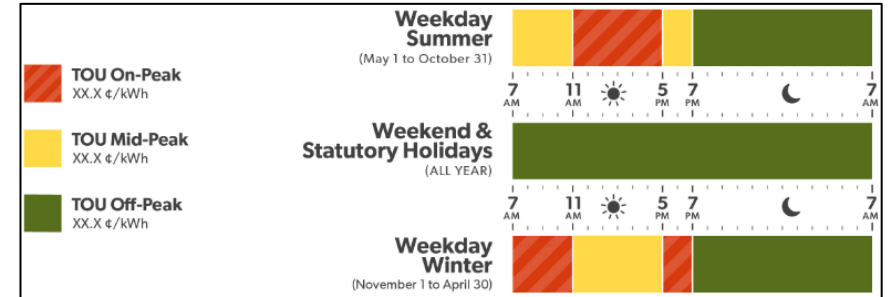 TOU On-Peak
XX.X ¢/kWh
TOU Mid-Peak
XX.X ¢/kWh
TOU Off-Peak
XX.X ¢/kWh
Weekday
Summer
(May 1 to October 31)
7 11 5 7 7
AM AM PM PM AM
Weekend &
Statutory Holidays
(ALL YEAR)
7 11 5 7 7
AM AM PM PM AM
Weekday
Winter
(November 1 to April 30)